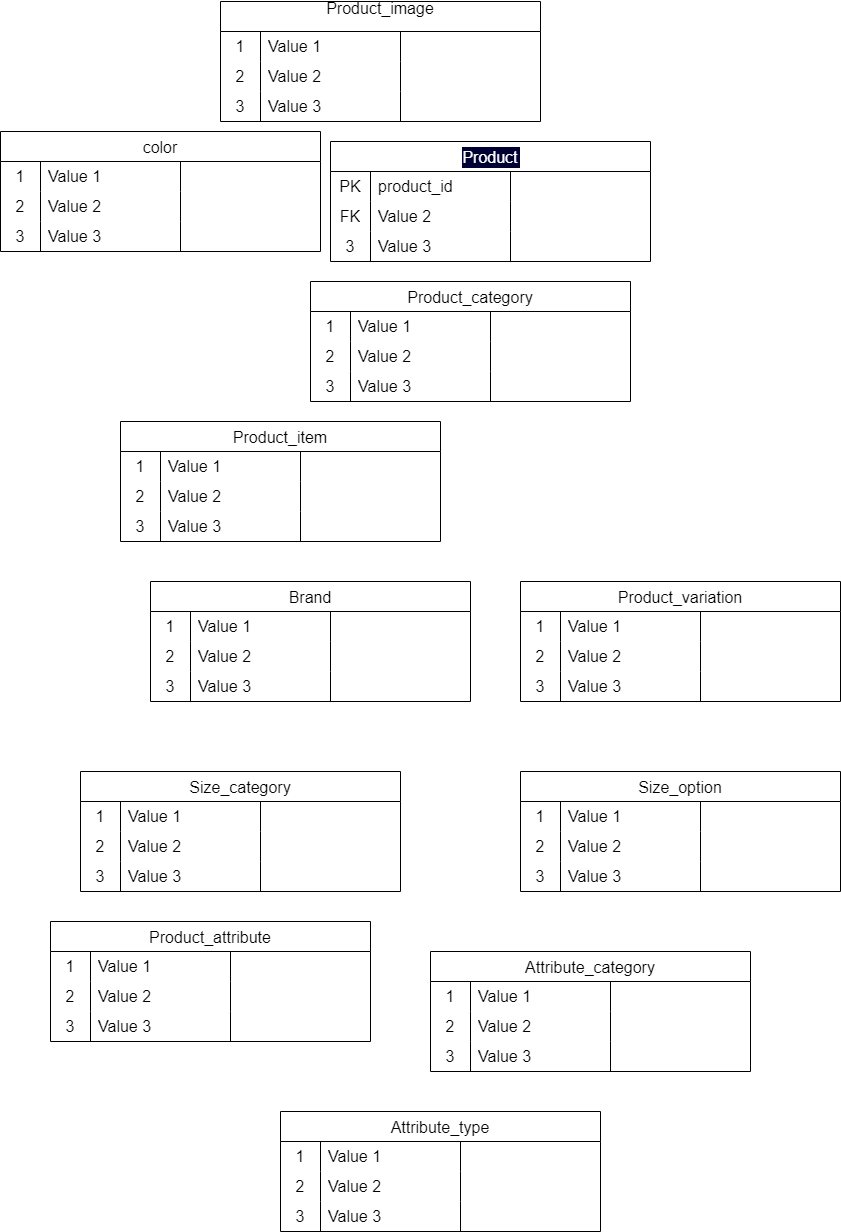 Product_image
1 Value 1
2 Value 2
3 Value 3
color
1 Value 1
2 Value 2
3 Value 3
Product
PK product_id
FK Value 2
3 Value 3
Product_category
1 Value 1
2 Value 2
3 Value 3
Product_item
1 Value 1
2 Value 2
3 Value 3
Brand
1 Value 1
2 Value 2
3 Value 3
Product_variation
1 Value 1
2 Value 2
3 Value 3
Size_category
1 Value 1
2 Value 2
3 Value 3
Size_option
1 Value 1
2 Value 2
3 Value 3
Product_attribute
1 Value 1
2 Value 2
3 Value 3
Attribute_category
1 Value 1
2 Value 2
3 Value 3
Attribute_type
1 Value 1
2 Value 2
3 Value 3